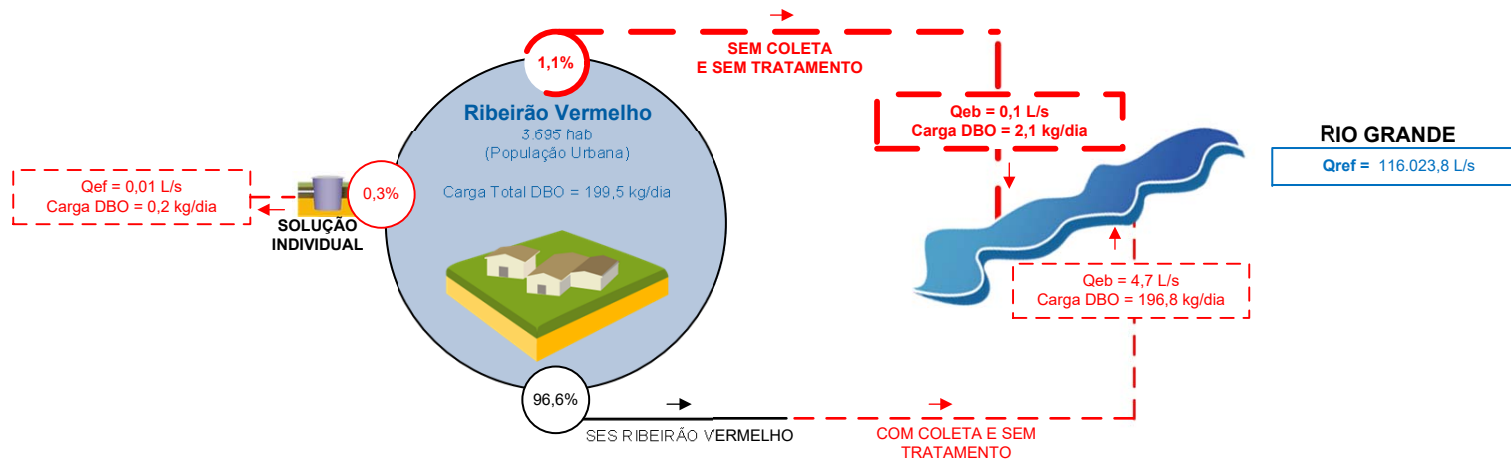 1,1%
SEM COLETA
E SEM TRATAMENTO
Ribeirão Vermelho
3.695 hab
(População Urbana)
Carga Total DBO = 199,5 kg/dia
Qeb = 0,1 L/s
Carga DBO = 2,1 kg/dia
RIO GRANDE
Qref = 116.023,8 L/s
Qef = 0,01 L/s
Carga DBO = 0,2 kg/dia
0,3%
SOLUÇÃO
INDIVIDUAL
Qeb = 4,7 L/s
Carga DBO = 196,8 kg/dia
96,6%
SES RIBEIRÃO VERMELHO
COM COLETA E SEM
TRATAMENTO